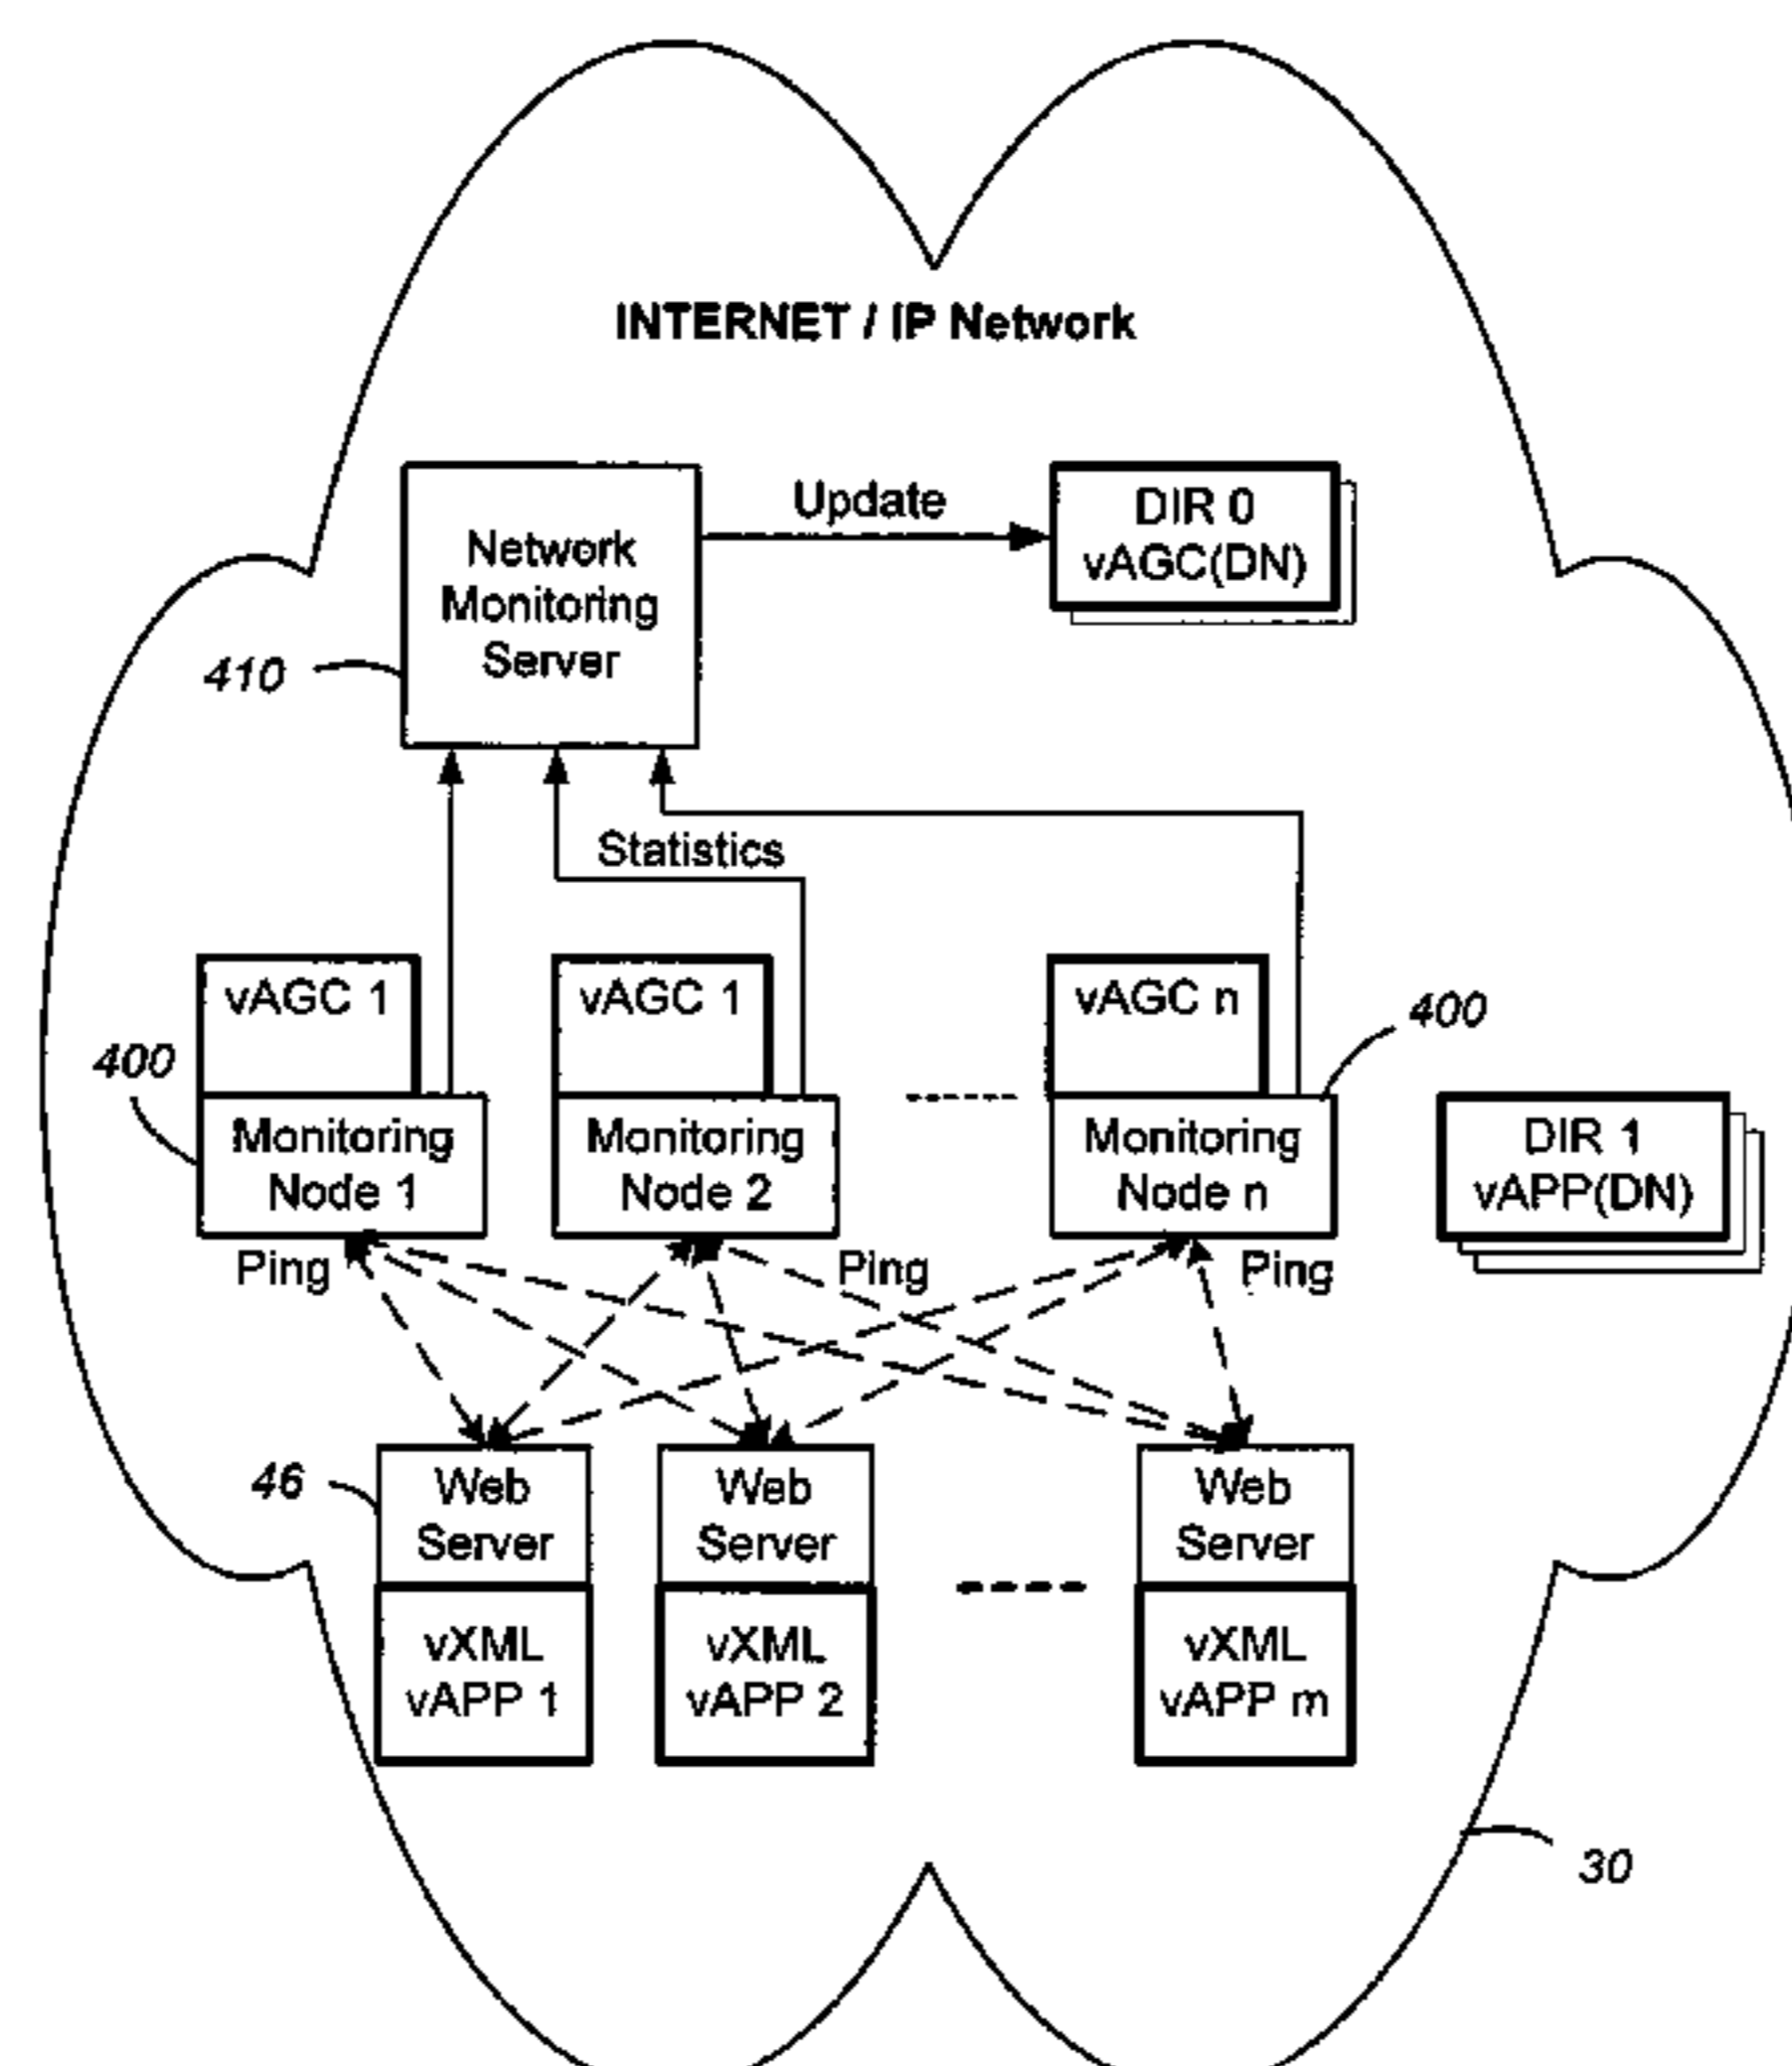 INTERNET / IP Network
Network
Monitoring
Server
410
Update
DIR 0
vAGC(DN)
Statistics
vAGC 1
vAGC 1
vAGC n
400
400
Monitoring
Node 1
Monitoring
Node 2
Monitoring
Node n
DIR 1
vAPP(DN)
Ping
Ping
Ping
46
Web
Server
Web
Server
Web
Server
vXML
vAPP 1
vXML
vAPP 2
vXML
vAPP m
30